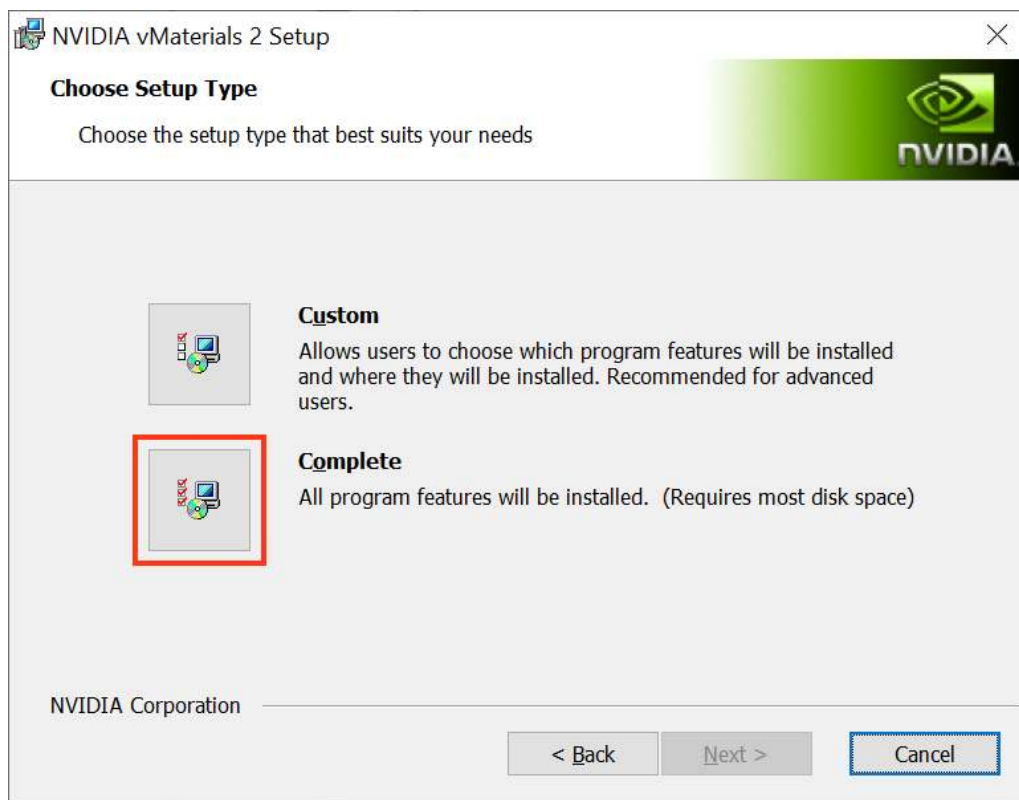 NVIDIA vMaterials 2 Setup
Choose Setup Type
Choose the setup type that best suits your needs
NVIDIA
Custom
Allows users to choose which program features will be installed
and where they will be installed. Recommended for advanced
users.
Complete
All program features will be installed. (Requires most disk space)
NVIDIA Corporation
< Back
Next >
Cancel